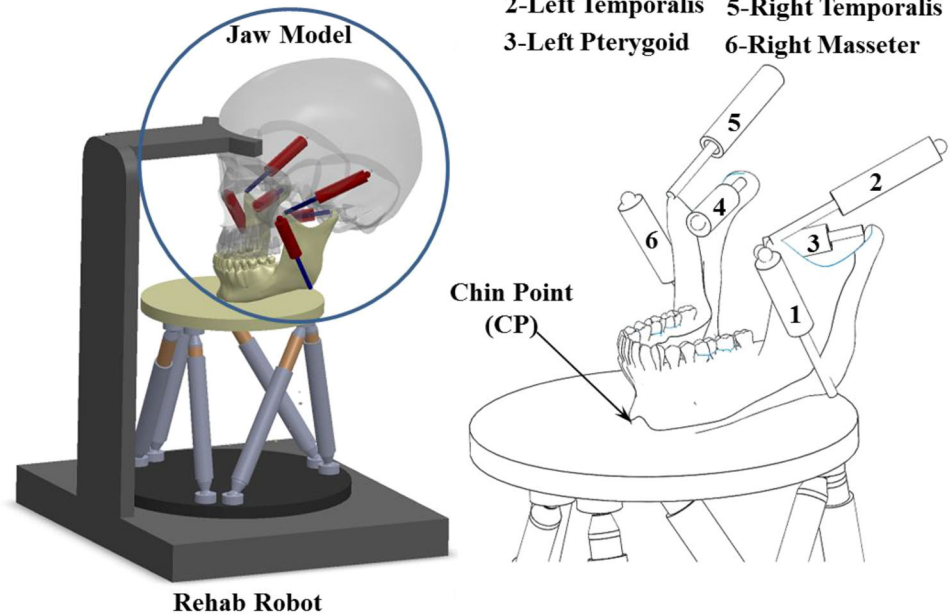 2-Left Temporalis 5-Right Temporalis
3-Left Pterygoid 6-Right Masseter
Jaw Model
5
2
4
6
3
1
Chin Point
(CP)
Rehab Robot